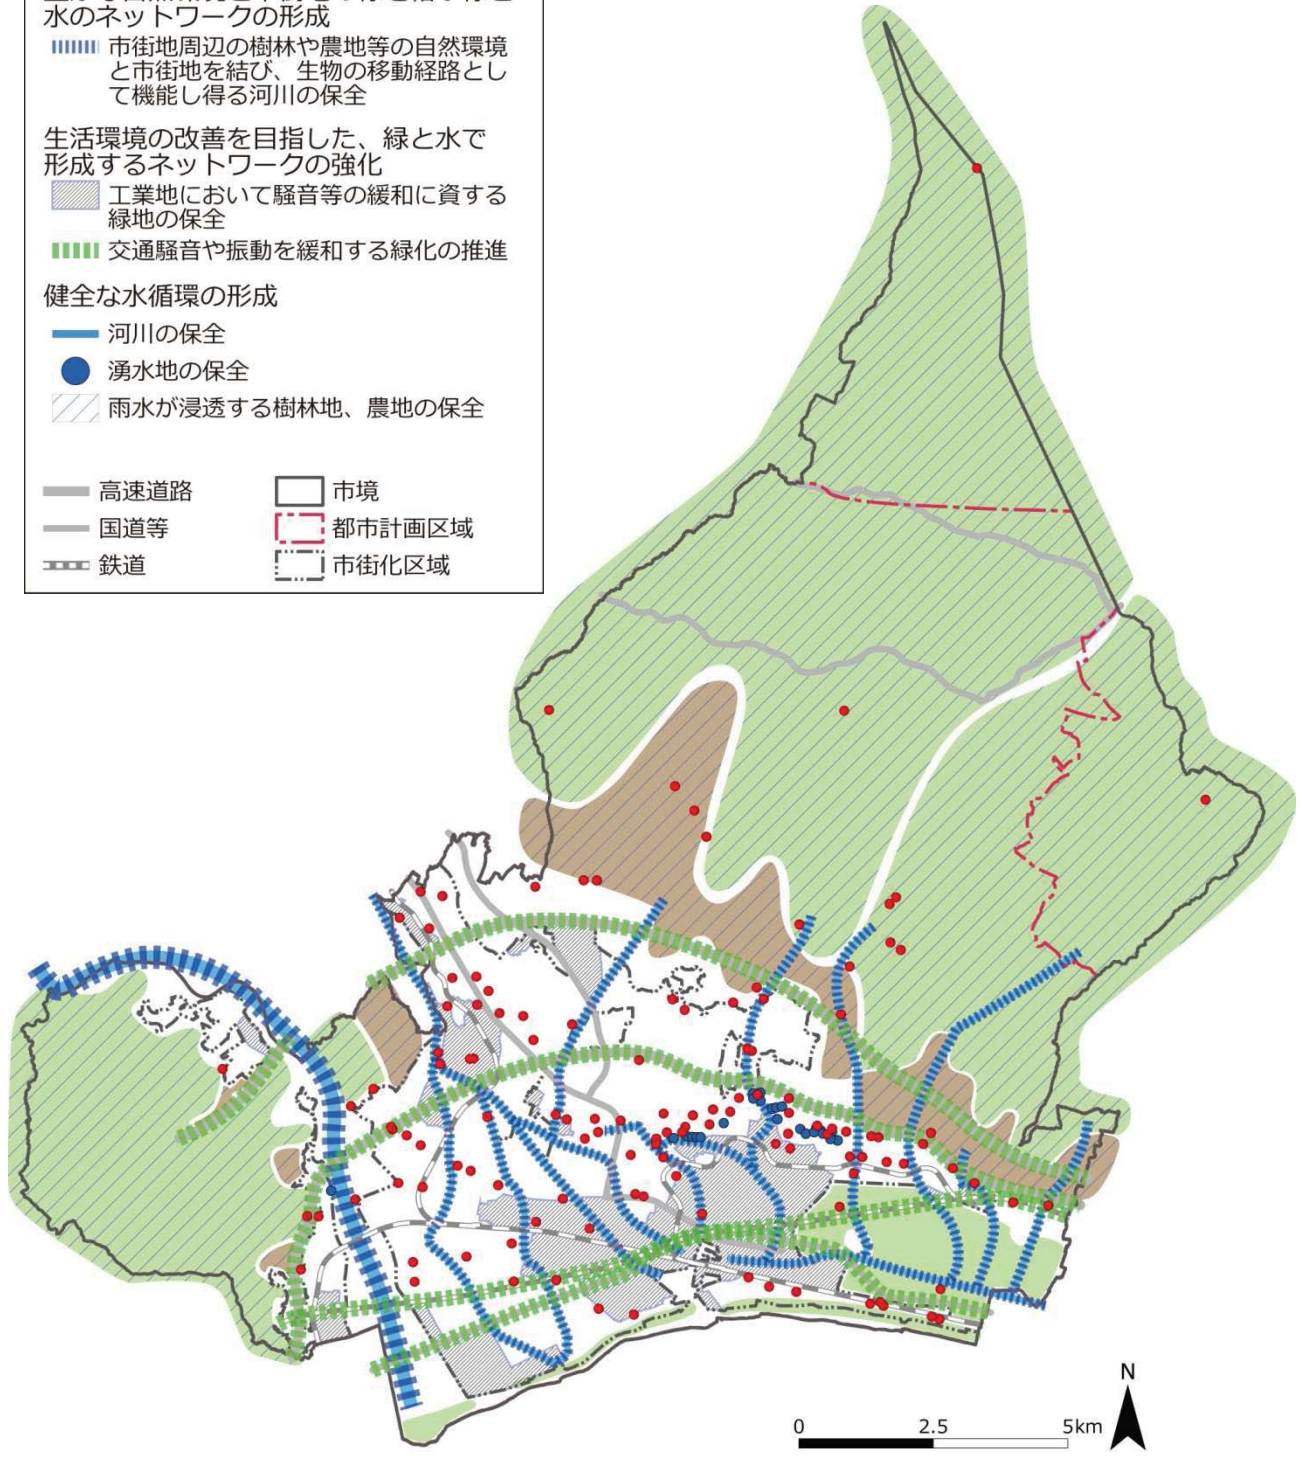 水のネットワークの形成
市街地周辺の樹林や農地等の自然環境
と市街地を結び、生物の移動経路とし
て機能し得る河川の保全
生活環境の改善を目指した、緑と水で
形成するネットワークの強化
工業地において騒音等の緩和に資する
緑地の保全
交通騒音や振動を緩和する緑化の推進
健全な水循環の形成
河川の保全
湧水地の保全
雨水が浸透する樹林地、農地の保全
高速道路
市境
国道等
都市計画区域
鉄道
市街化区域
N
0 2.5 5km